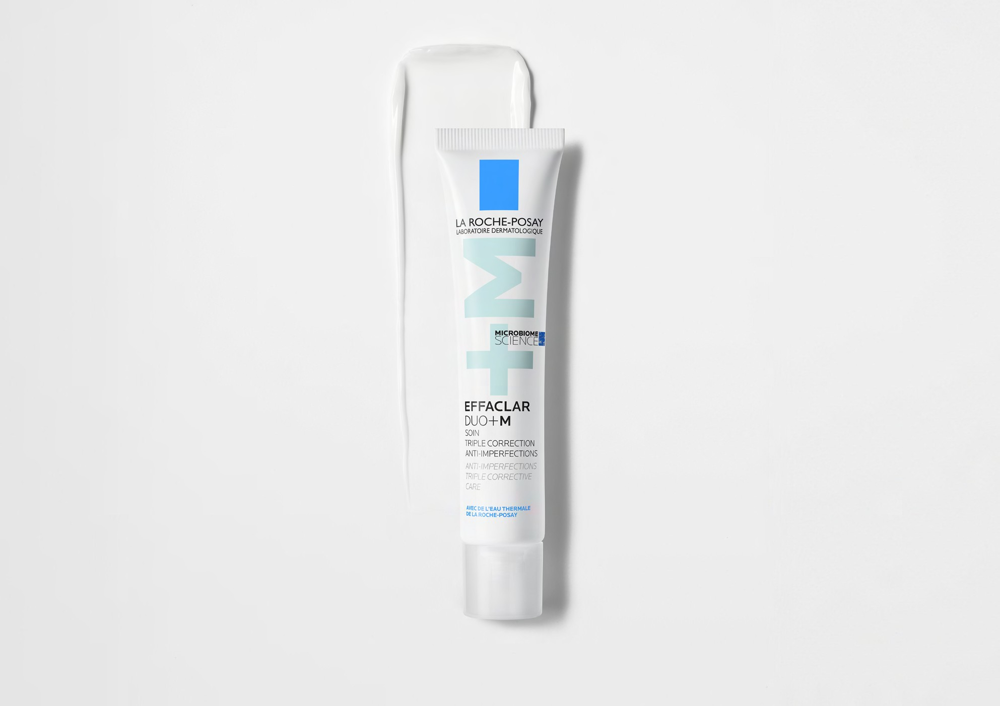 LA ROCHE-POSAY
LABORATOIRE DERMATOLOGIQUE
+M
MICROBIOME
SCIENCE
EFFACLAR
DUO+M
SOIN
TRIPLE CORRECTION
ANTI-IMPERFECTIONS
ANTI-IMPERFECTIONS
TRIPLE CORRECTIVE
CARE
AVEC DE L'EAU THERMALE
DE LA ROCHE-POSAY